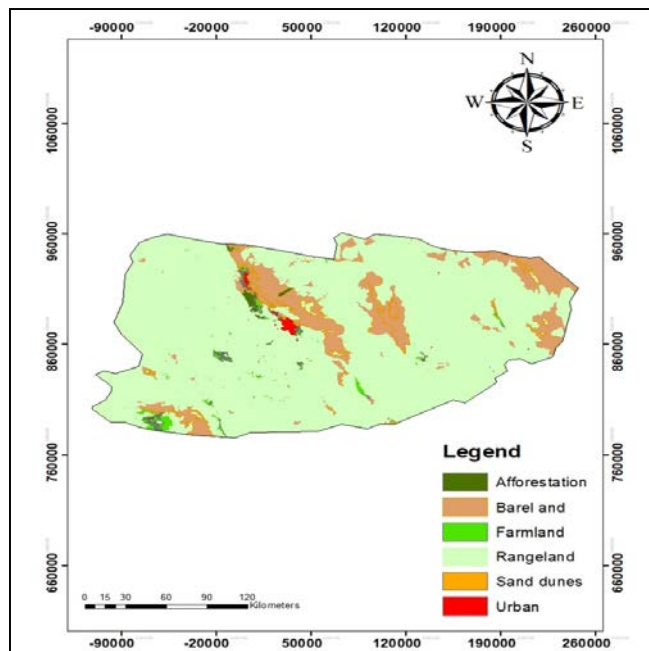 -90000 -20000 50000 120000 190000 260000
N
W E
S
1060000 1060000
960000 960000
860000 860000
760000 760000
660000 660000
Legend
Afforestation
Barel and
Farmland
Rangeland
Sand dunes
Urban
0 15 30 60 90 120
Kilometers
-90000 -20000 50000 120000 190000 260000